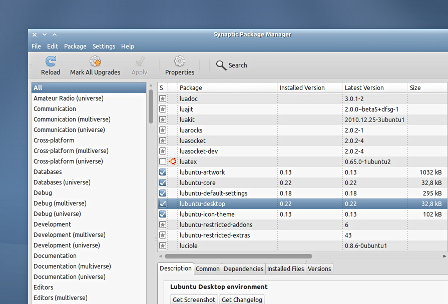 Synaptic Package Manager
File Edit Package Settings Help
Reload Mark All Upgrades Apply Properties Search
S Package Installed Version Latest Version Size
All
Amateur Radio (universe)
Communication
Communication (multiverse)
Communication (universe)
Cross-platform
Cross-platform (multiverse)
Cross-platform (universe)
Databases
Databases (universe)
Debug
Debug (multiverse)
Debug (universe)
Development
Development (multiverse)
Development (universe)
Documentation
Documentation (multiverse)
Documentation (universe)
Editors
Editors (multiverse)
luadoc 3.0.1-2
luajit 2.0.0~beta5+dfsg-1
luakit 2010.12.25-3ubuntu1
luarocks 2.0.2-1
luasocket 2.0.2-4
luasocket-dev 2.0.2-4
luatex 0.65.0-1ubuntu2
lubuntu-artwork 0.13 0.13 1032 kB
lubuntu-core 0.22 0.22 32,8 kB
lubuntu-default-settings 0.18 0.18 295 kB
lubuntu-desktop 0.22 0.22 32,8 kB
lubuntu-icon-theme 0.13 0.13 102 kB
lubuntu-restricted-addons 6
lubuntu-restricted-extras 43
luciole 0.8.6-0ubuntu1
Description Common Dependencies Installed Files Versions
Lubuntu Desktop environment
Get Screenshot Get Changelog